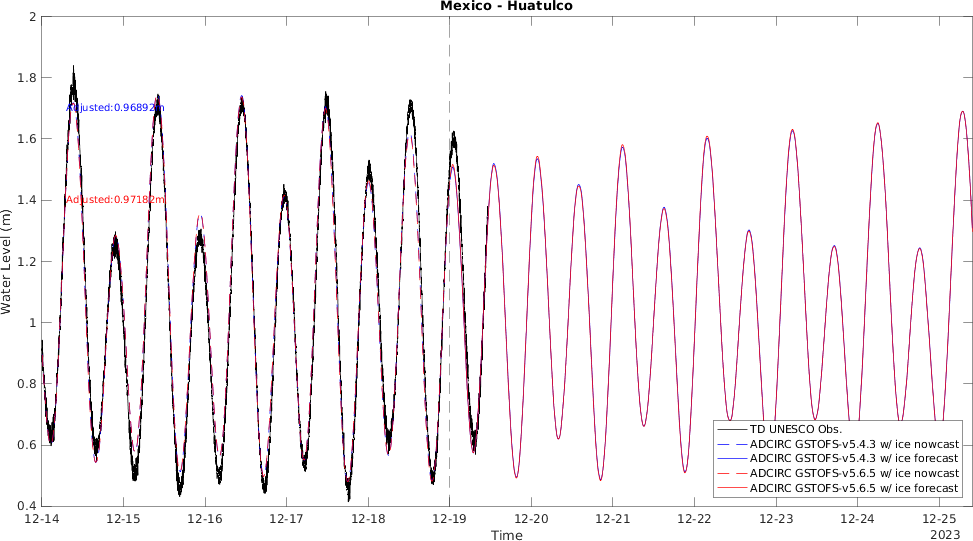 Mexico - Huatulco
2
1.8
1.6
1.4
1.2
1
0.8
0.6
0.4
Water Level (m)
Adjusted:0.96892m
Adjusted:0.97182m
TD UNESCO Obs.
ADCIRC GSTOFS-v5.4.3 w/ ice nowcast
ADCIRC GSTOFS-v5.4.3 w/ ice forecast
ADCIRC GSTOFS-v5.6.5 w/ ice nowcast
ADCIRC GSTOFS-v5.6.5 w/ ice forecast
12-14 12-15 12-16 12-17 12-18 12-19 12-20 12-21 12-22 12-23 12-24 12-25
Time
2023